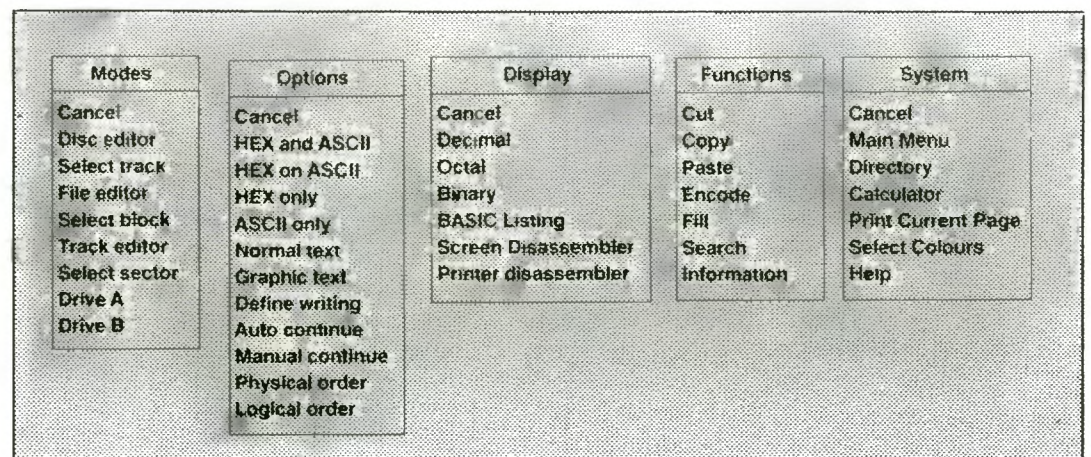 Modes
Cancel
Disc editor
Select track
File editor
Select block
Track editor
Select sector
Drive A
Drive B
Options
Cancel
HEX and ASCII
HEX on ASCII
HEX only
ASCII only
Normal text
Graphic text
Define writing
Auto continue
Manual continue
Physical order
Logical order
Display
Cancel
Decimal
Octal
Binary
BASIC Listing
Screen Disassembler
Printer disassembler
Functions
Cut
Copy
Paste
Encode
Fill
Search
Information
System
Cancel
Main Menu
Directory
Calculator
Print Current Page
Select Colours
Help